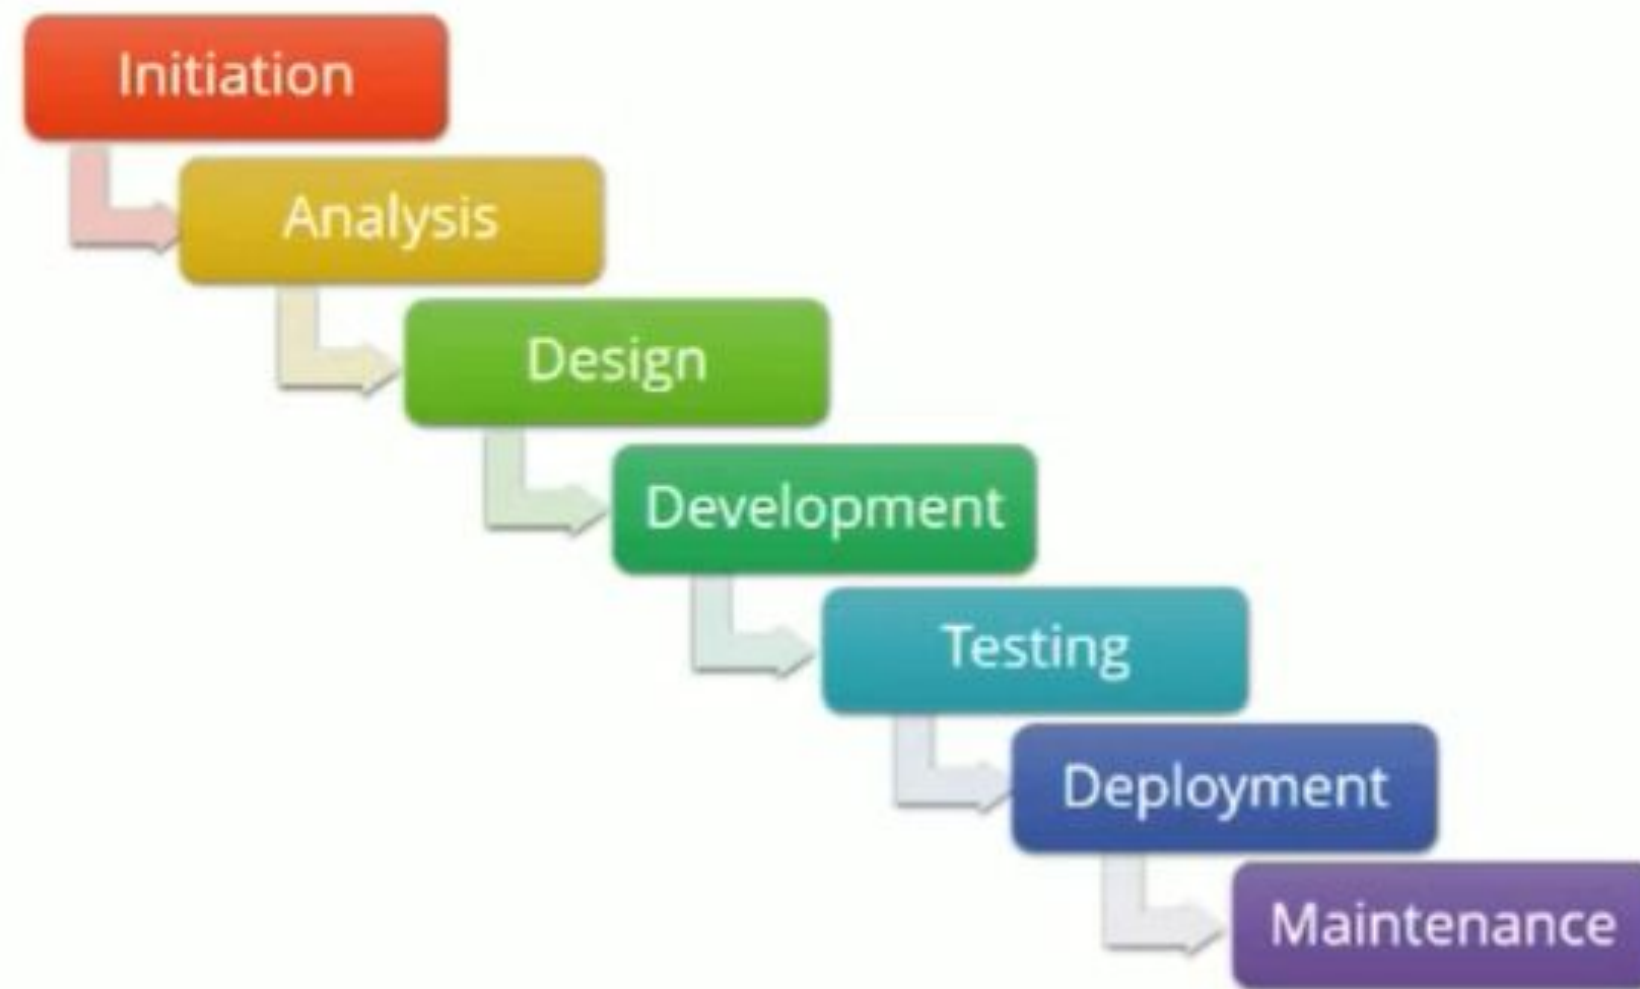 Initiation
Analysis
Design
Development
Testing
Deployment
Maintenance